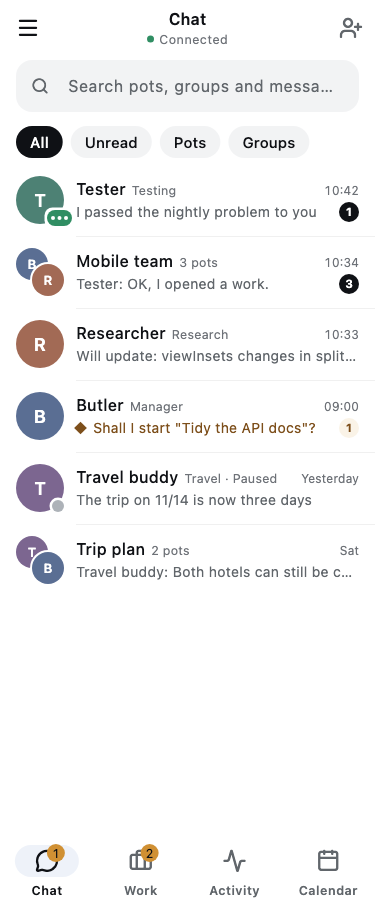 Chat
Connected
Search pots, groups and messa…
All Unread Pots Groups
T Tester Testing 10:42
I passed the nightly problem to you 1
B R Mobile team 3 pots 10:34
Tester: OK, I opened a work. 3
R Researcher Research 10:33
Will update: viewInsets changes in split…
B Butler Manager 09:00
Shall I start "Tidy the API docs"? 1
T Travel buddy Travel · Paused Yesterday
The trip on 11/14 is now three days
T B Trip plan 2 pots Sat
Travel buddy: Both hotels can still be c…
1 2
Chat Work Activity Calendar